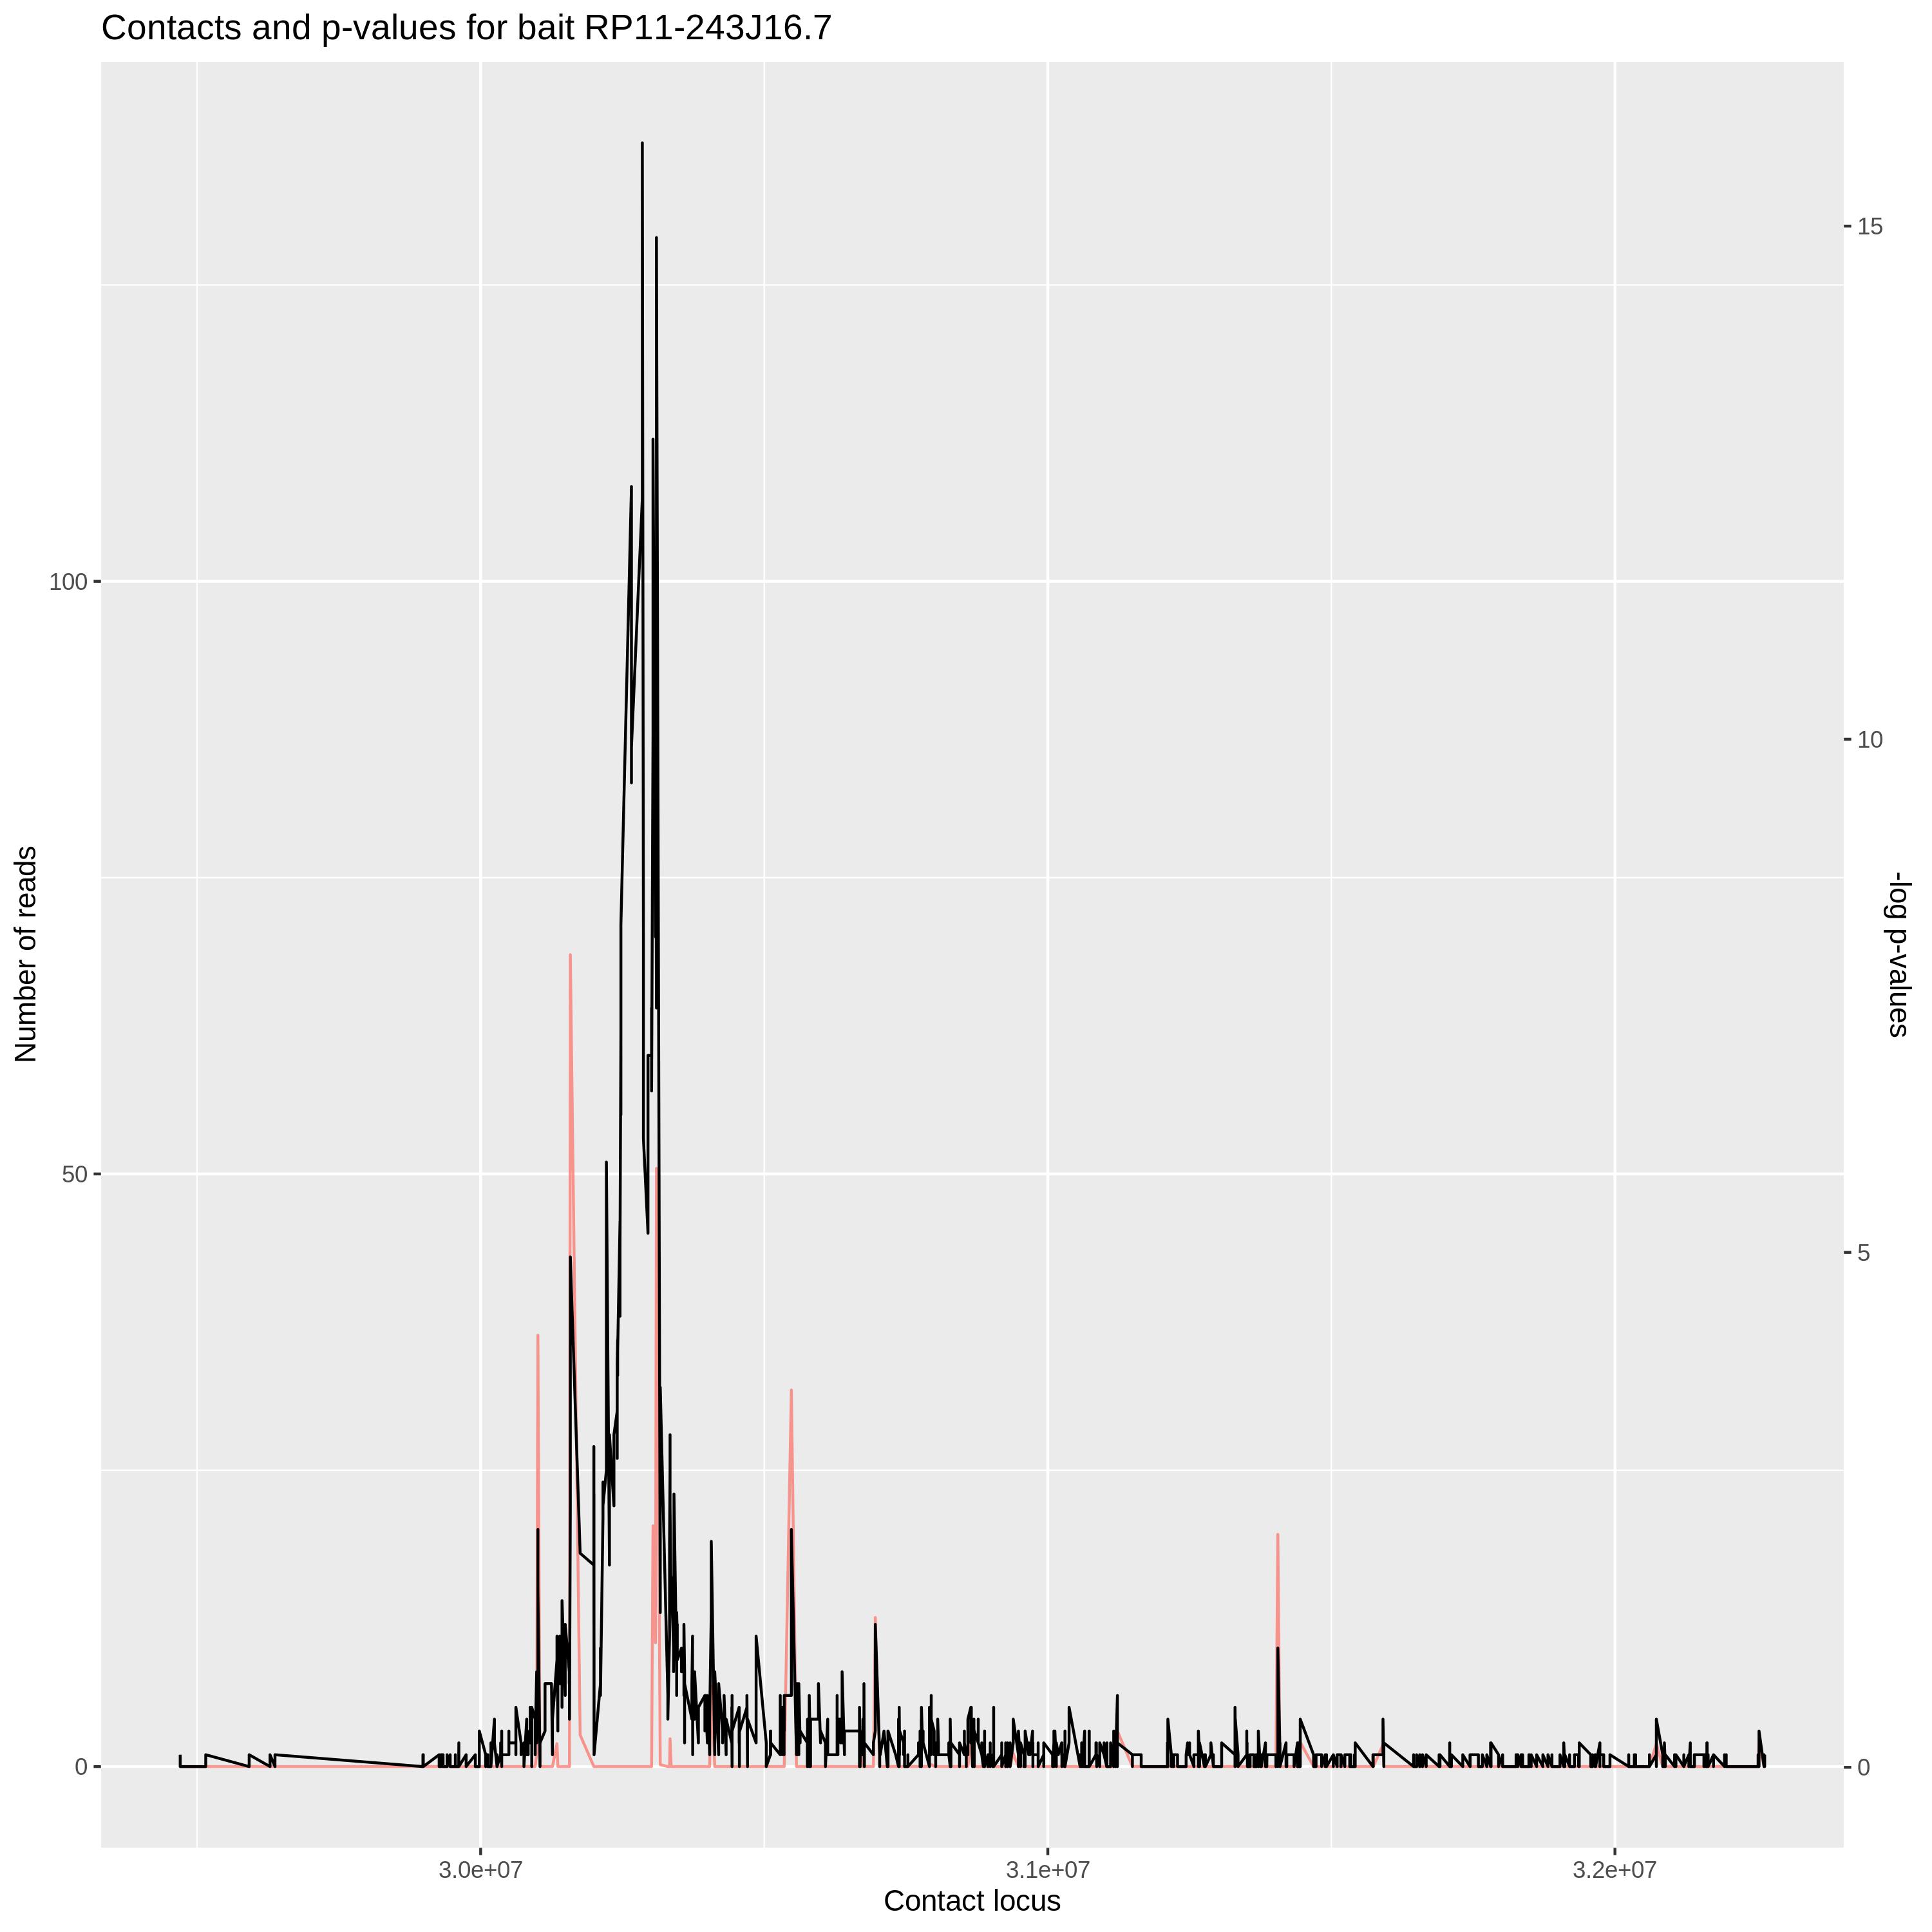 Contacts and p-values for bait RP11-243J16.7
Number of reads
100
50
0
15
10
5
0
-log p-values
3.0e+07
3.1e+07
3.2e+07
Contact locus